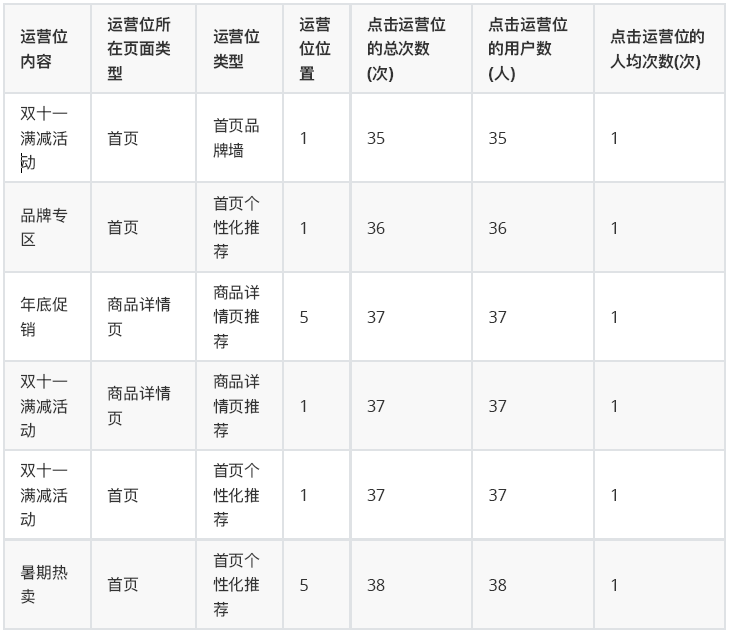 运营位
内容
运营位所
在页面类
型
运营位
类型
运营
位位
置
点击运营位
的总次数
(次)
点击运营位
的用户数
(人)
点击运营位的
人均次数(次)
双十一
满减活
动
首页
首页品
牌墙
1
35
35
1
品牌专
区
首页
首页个
性化推
荐
1
36
36
1
年底促
销
商品详情
页
商品详
情页推
荐
5
37
37
1
双十一
满减活
动
商品详情
页
商品详
情页推
荐
1
37
37
1
双十一
满减活
动
首页
首页个
性化推
荐
1
37
37
1
暑期热
卖
首页
首页个
性化推
荐
5
38
38
1